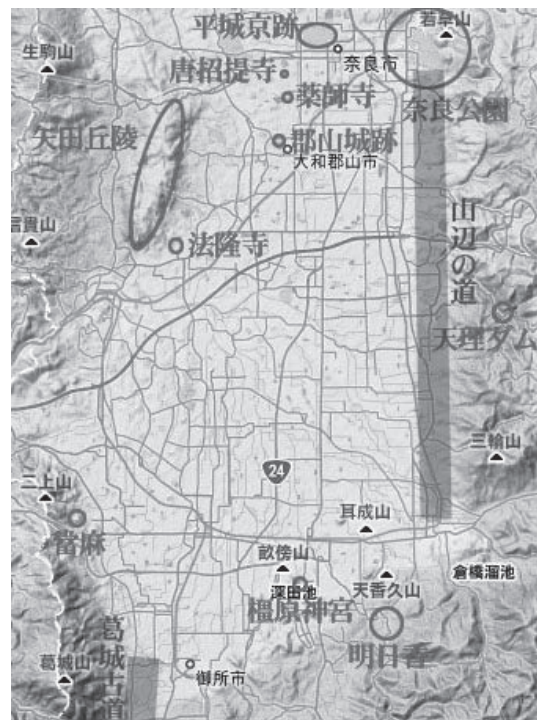 平城京跡
若草山
生駒山
奈良市
唐招提寺
薬師寺
奈良公園
矢田丘陵
郡山城跡
大和郡山市
山辺の道
信貴山
法隆寺
天理ダム
三輪山
24
二上山
耳成山
當麻
畝傍山
倉橋溜池
深田池
天香久山
橿原神宮
明日香
葛城古道
葛城山
御所市